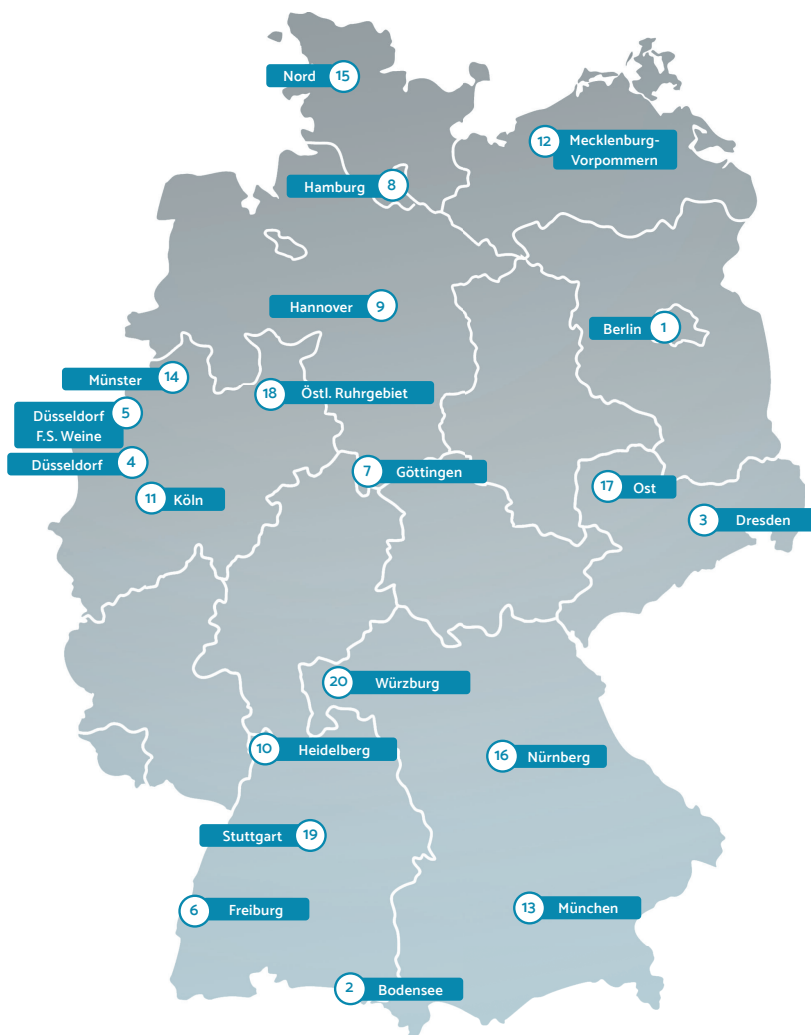 Nord 15
12 Mecklenburg-
Vorpommern
Hamburg 8
Hannover 9
Berlin 1
Münster 14
18 Östl. Ruhrgebiet
Düsseldorf 5
F.S. Weine
Düsseldorf 4
7 Göttingen
17 Ost
11 Köln
3 Dresden
20 Würzburg
10 Heidelberg
16 Nürnberg
Stuttgart 19
6 Freiburg
13 München
2 Bodensee